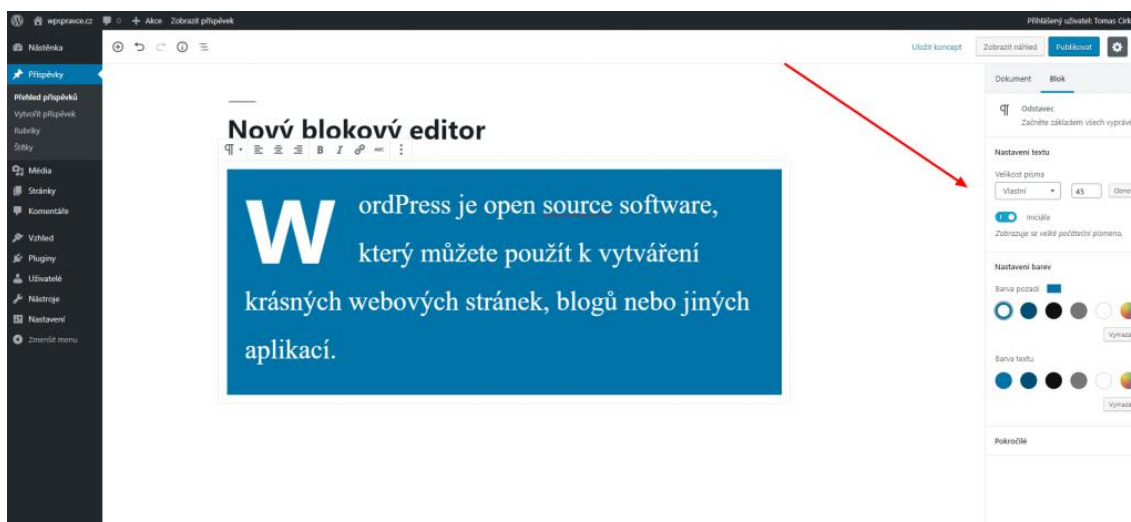 wpspravce.cz 0 + Akce Zobrazit příspěvek
Přihlášený uživatel: Tomas
Nástěnka
Uložit koncept Zobrazit náhled Publikovat
Příspěvky
Přehled příspěvků
Vytvořit příspěvek
Rubriky
Štítky
Média
Stránky
Komentáře
Vzhled
Pluginy
Uživatelé
Nástroje
Nastavení
Zmenšit menu
Nový blokový editor
B I ABC
WordPress je open source software,
který můžete použít k vytváření
krásných webových stránek, blogů nebo jiných
aplikací.
Dokument Blok
Odstavec
Začněte základem všech
Nastavení textu
Velikost písma
Vlastní 45
Iniciála
Zobrazuje se velké počáteční písmeno.
Nastavení barev
Barva pozadí
Barva textu
Pokročilé